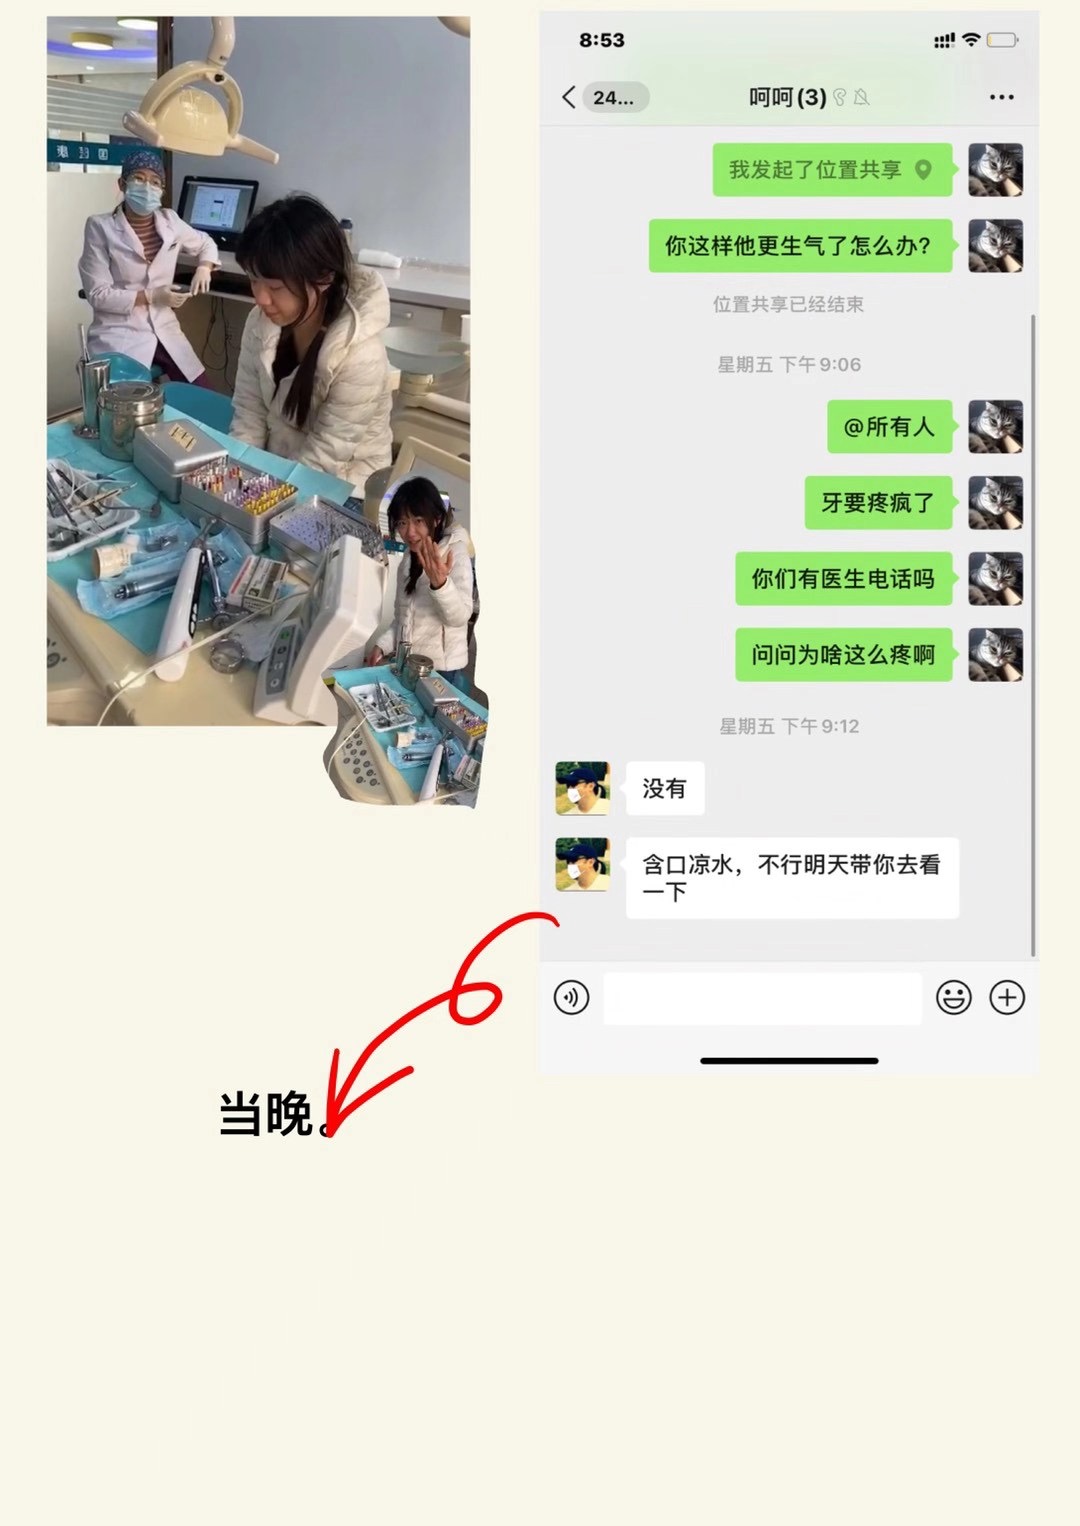 8:53
24...
呵呵(3)
我发起了位置共享
你这样他更生气了怎么办?
位置共享已经结束
星期五 下午9:06
@所有人
牙要疼疯了
你们有医生电话吗
问问为啥这么疼啊
星期五 下午9:12
没有
含口凉水，不行明天带你去看
一下
当晚。